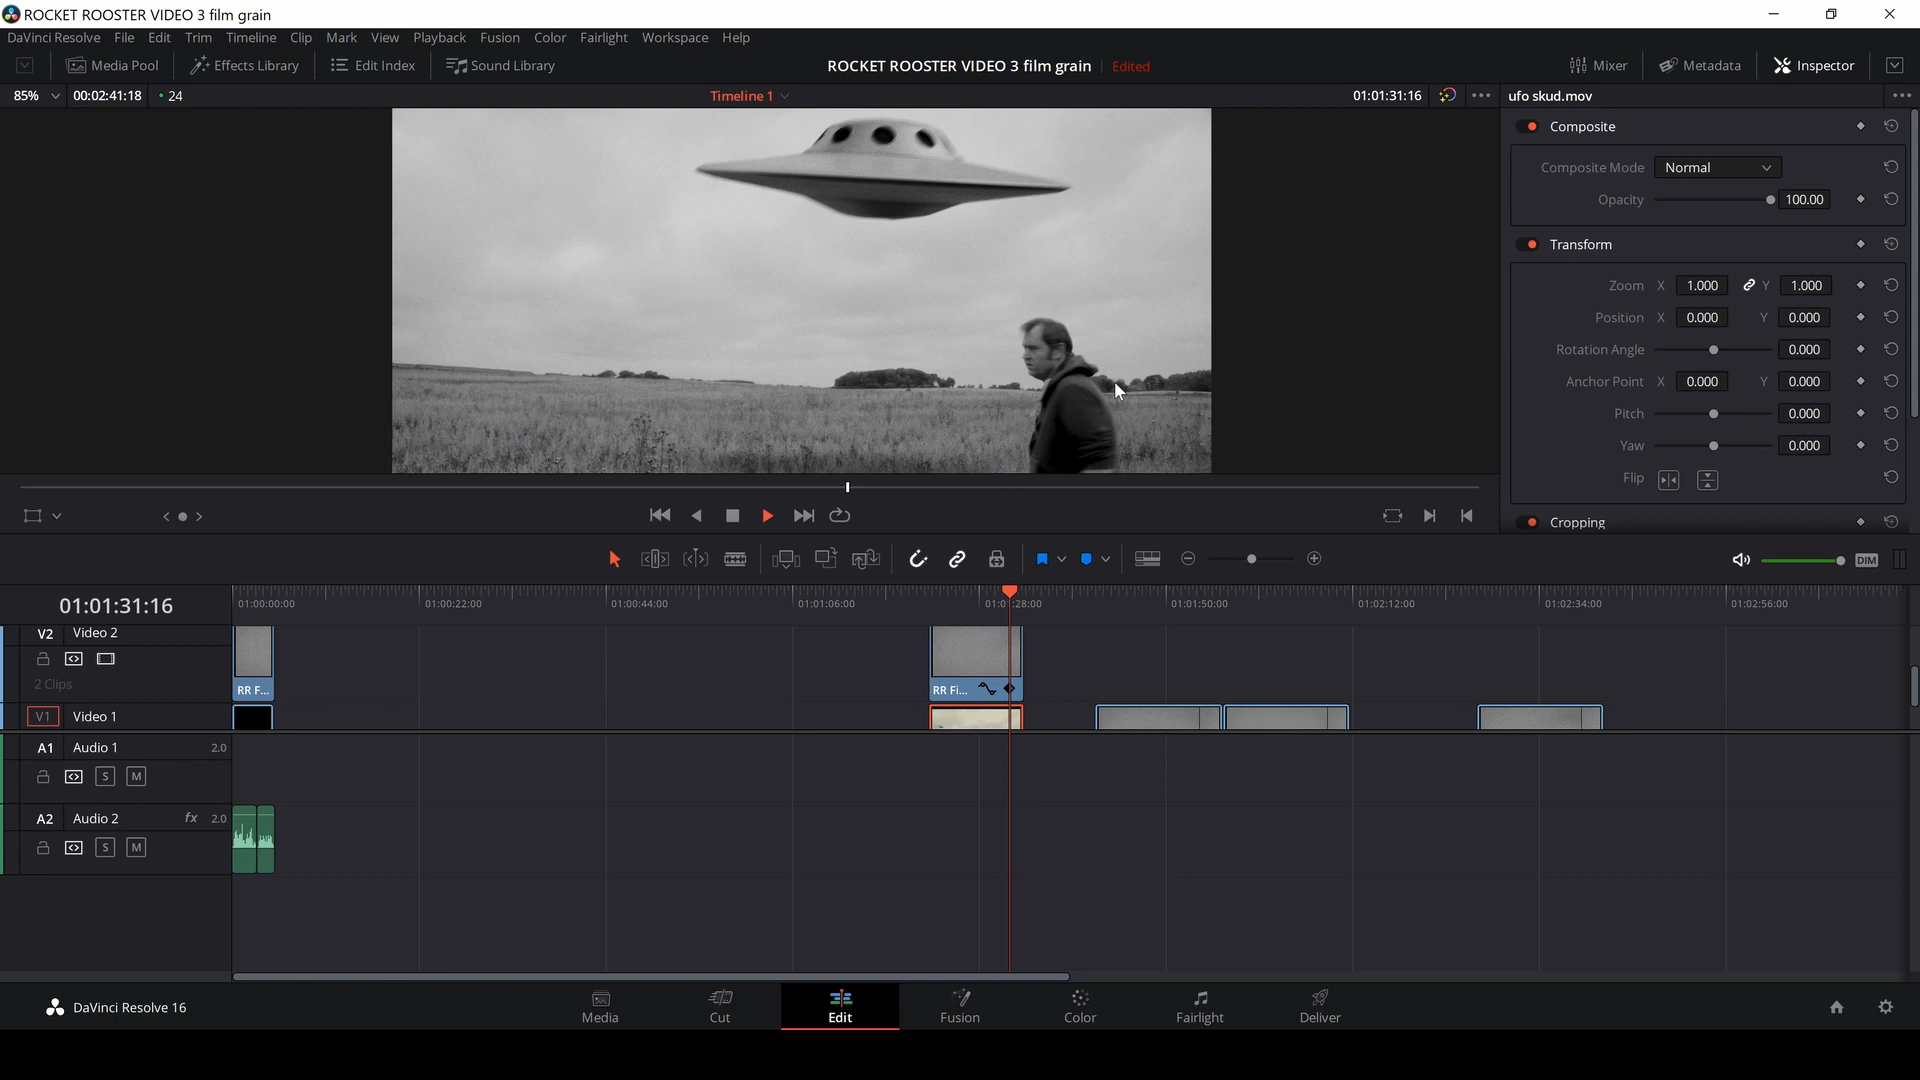 ROCKET ROOSTER VIDEO 3 film grain
DaVinci Resolve File Edit Trim Timeline Clip Mark View Playback Fusion Color Fairlight Workspace Help
Media Pool Effects Library Edit Index Sound Library ROCKET ROOSTER VIDEO 3 film grain Edited Mixer Metadata Inspector
85% 00:02:41:18 24 Timeline 1 01:01:31:16 ufo skud.mov
Composite
Composite Mode Normal
Opacity 100.00
Transform
Zoom X 1.000 Y 1.000
Position X 0.000 Y 0.000
Rotation Angle 0.000
Anchor Point X 0.000 Y 0.000
Pitch 0.000
Yaw 0.000
Flip
Cropping
DIM
01:01:31:16 01:00:00:00 01:00:22:00 01:00:44:00 01:01:06:00 01:01:28:00 01:01:50:00 01:02:12:00 01:02:34:00 01:02:56:00
V2 Video 2
2 Clips RR F... RR Fi...
V1 Video 1
A1 Audio 1 2.0
S M
A2 Audio 2 fx 2.0
S M
DaVinci Resolve 16 Media Cut Edit Fusion Color Fairlight Deliver